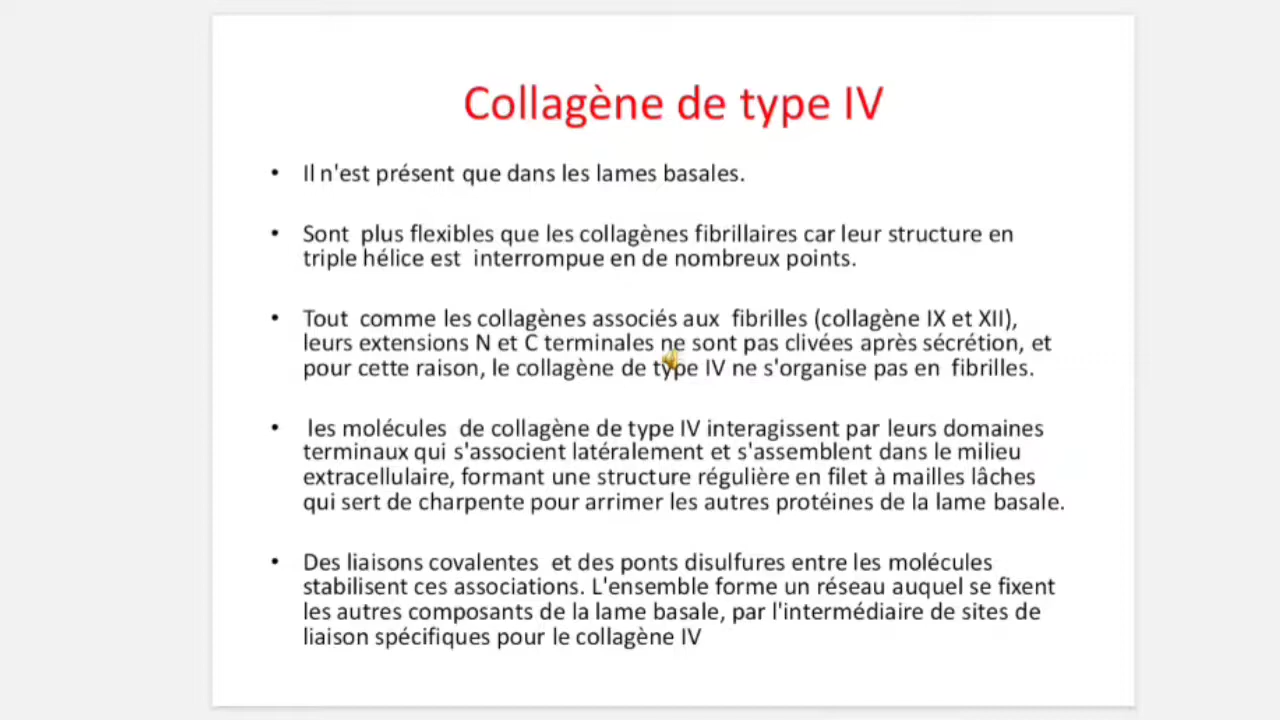 Collagène de type IV
• Il n'est présent que dans les lames basales.
• Sont plus flexibles que les collagènes fibrillaires car leur structure en
triple hélice est interrompue en de nombreux points.
• Tout comme les collagènes associés aux fibrilles (collagène IX et XII),
leurs extensions N et C terminales ne sont pas clivées après sécrétion, et
pour cette raison, le collagène de type IV ne s'organise pas en fibrilles.
• les molécules de collagène de type IV interagissent par leurs domaines
terminaux qui s'associent latéralement et s'assemblent dans le milieu
extracellulaire, formant une structure régulière en filet à mailles lâches
qui sert de charpente pour arrimer les autres protéines de la lame basale.
• Des liaisons covalentes et des ponts disulfures entre les molécules
stabilisent ces associations. L'ensemble forme un réseau auquel se fixent
les autres composants de la lame basale, par l'intermédiaire de sites de
liaison spécifiques pour le collagène IV